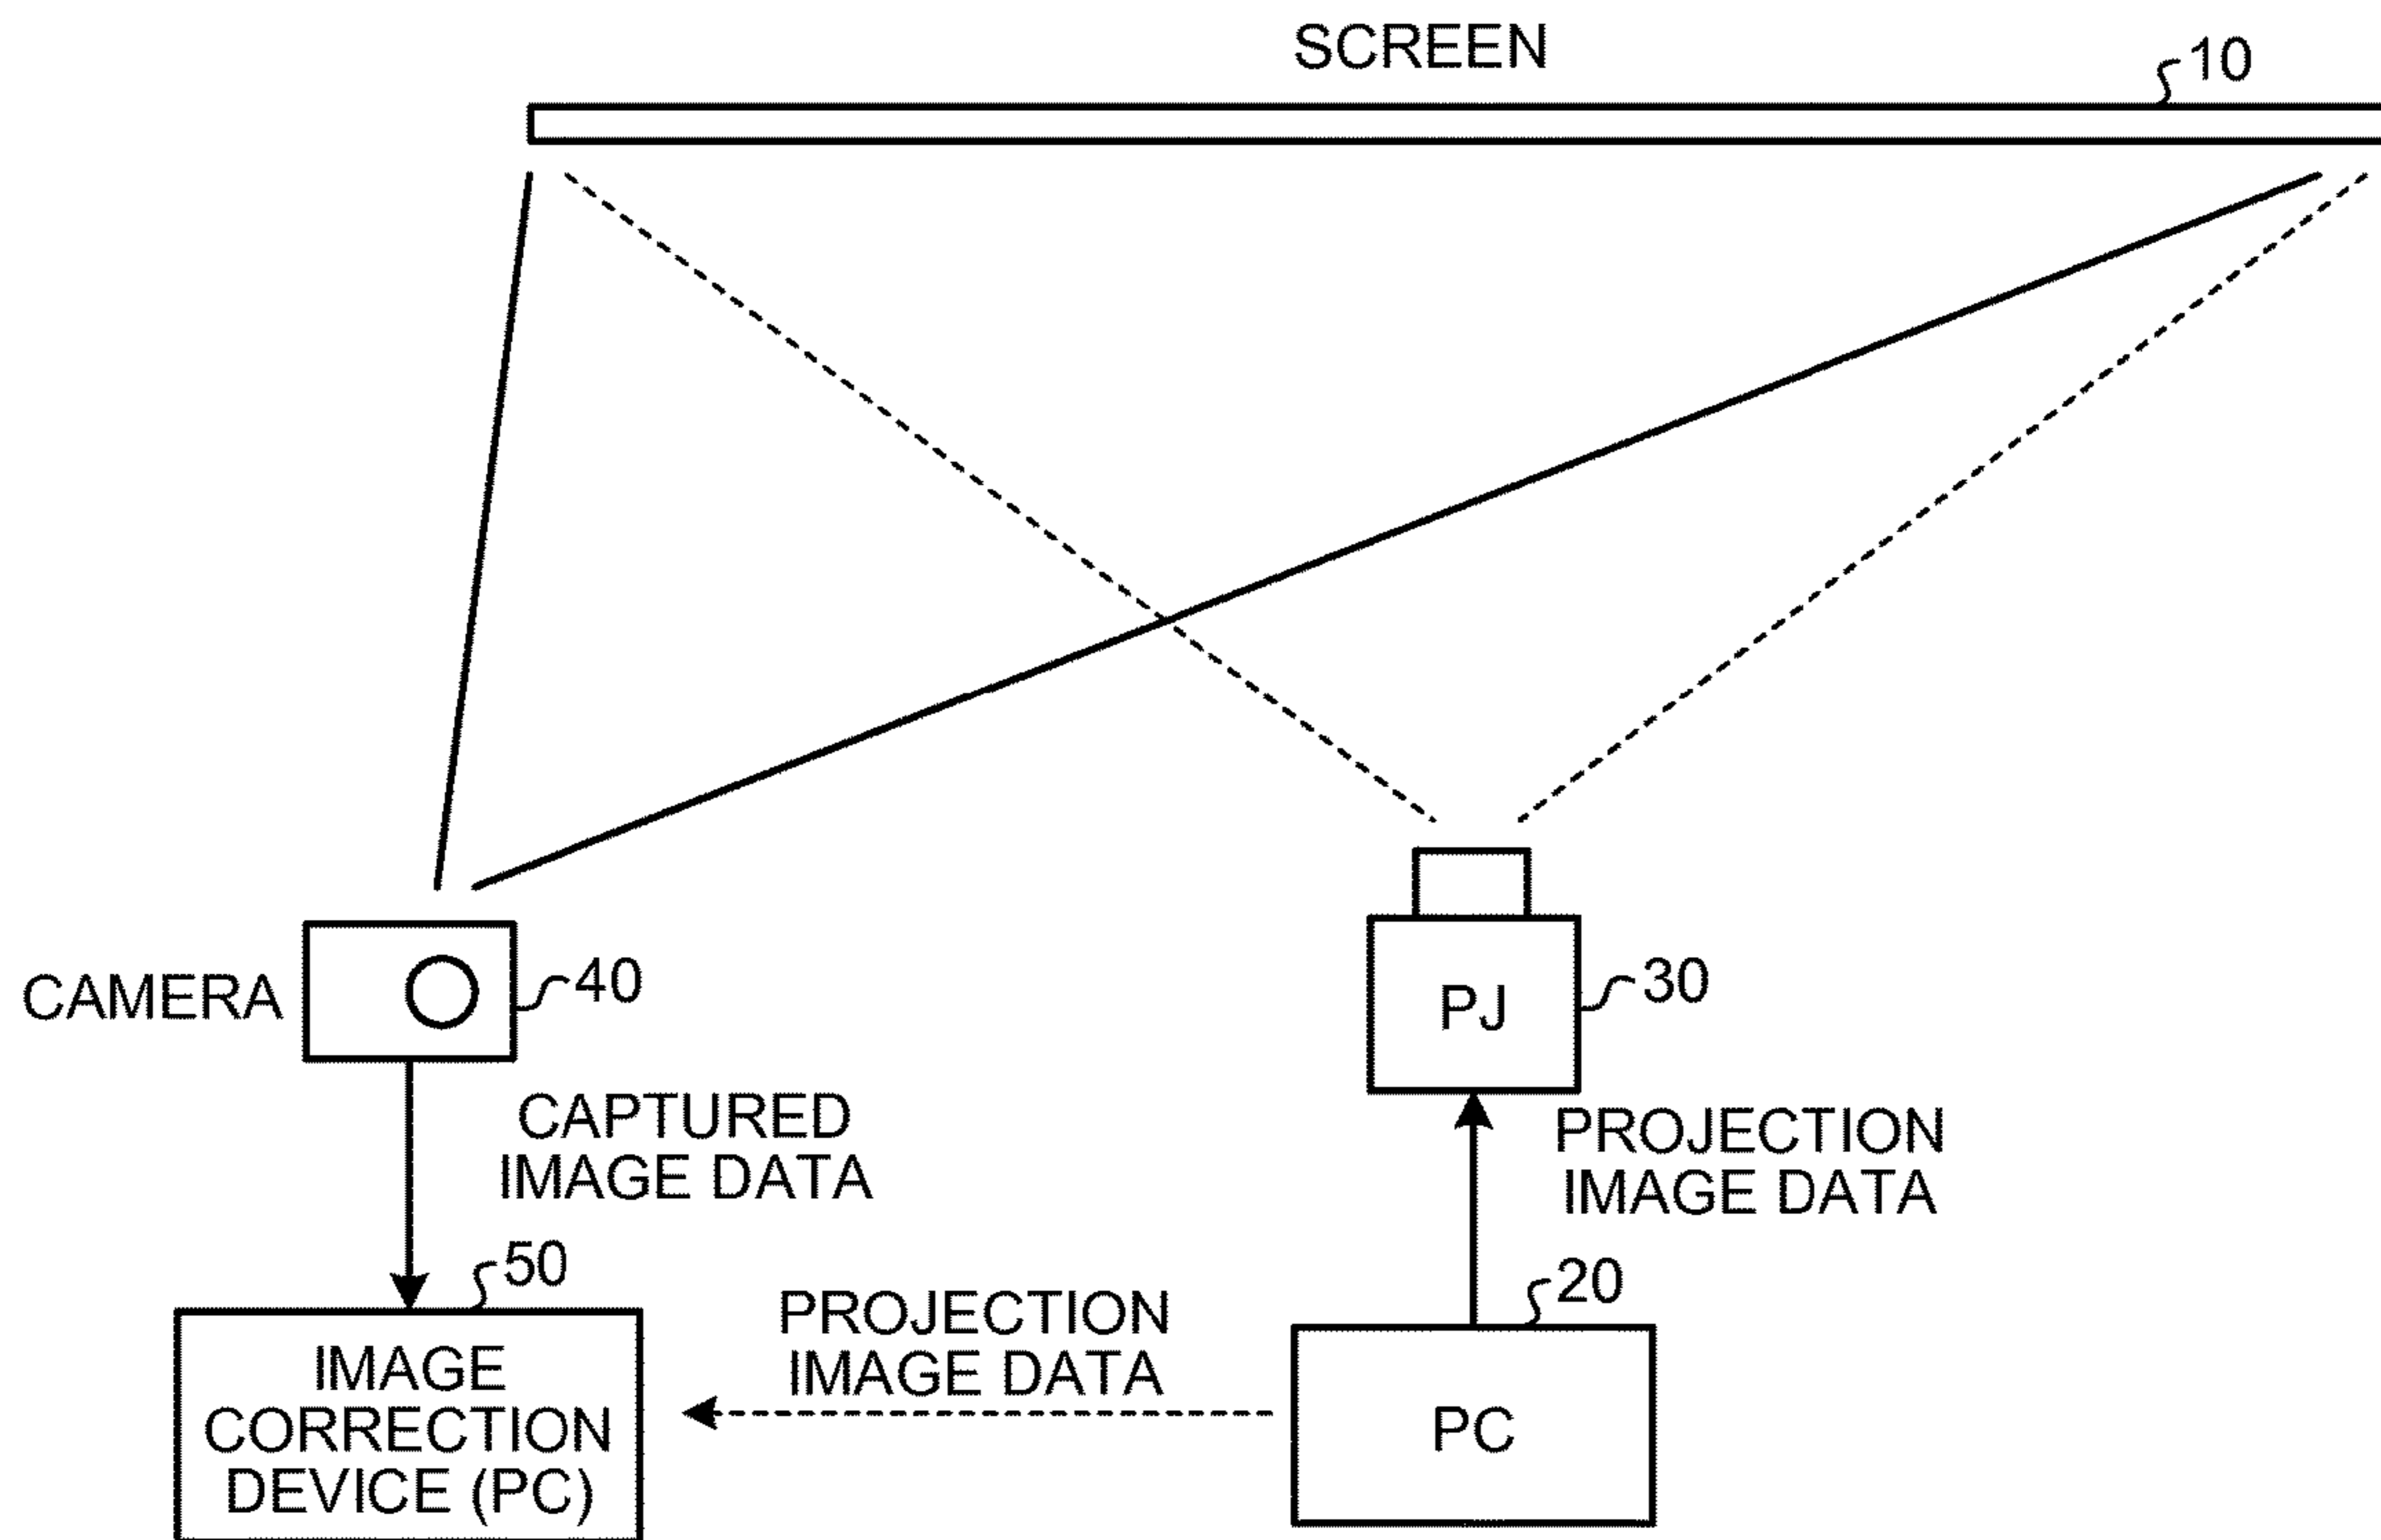 SCREEN
10
CAMERA
40
PJ
30
CAPTURED
IMAGE DATA
PROJECTION
IMAGE DATA
50
20
PROJECTION
IMAGE DATA
IMAGE
CORRECTION
DEVICE (PC)
PC